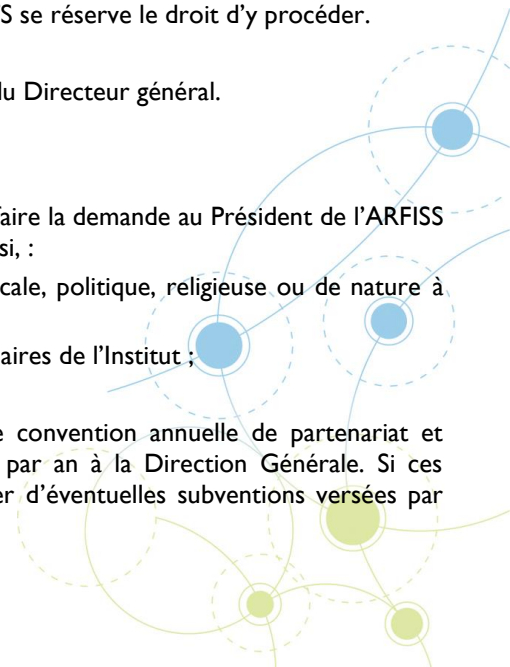 S se réserve le droit d'y procéder.
du Directeur général.
faire la demande au Président de l'ARFISS
si, :
cale, politique, religieuse ou de nature à
aires de l'Institut ;
e convention annuelle de partenariat et
par an à la Direction Générale. Si ces
er d'éventuelles subventions versées par